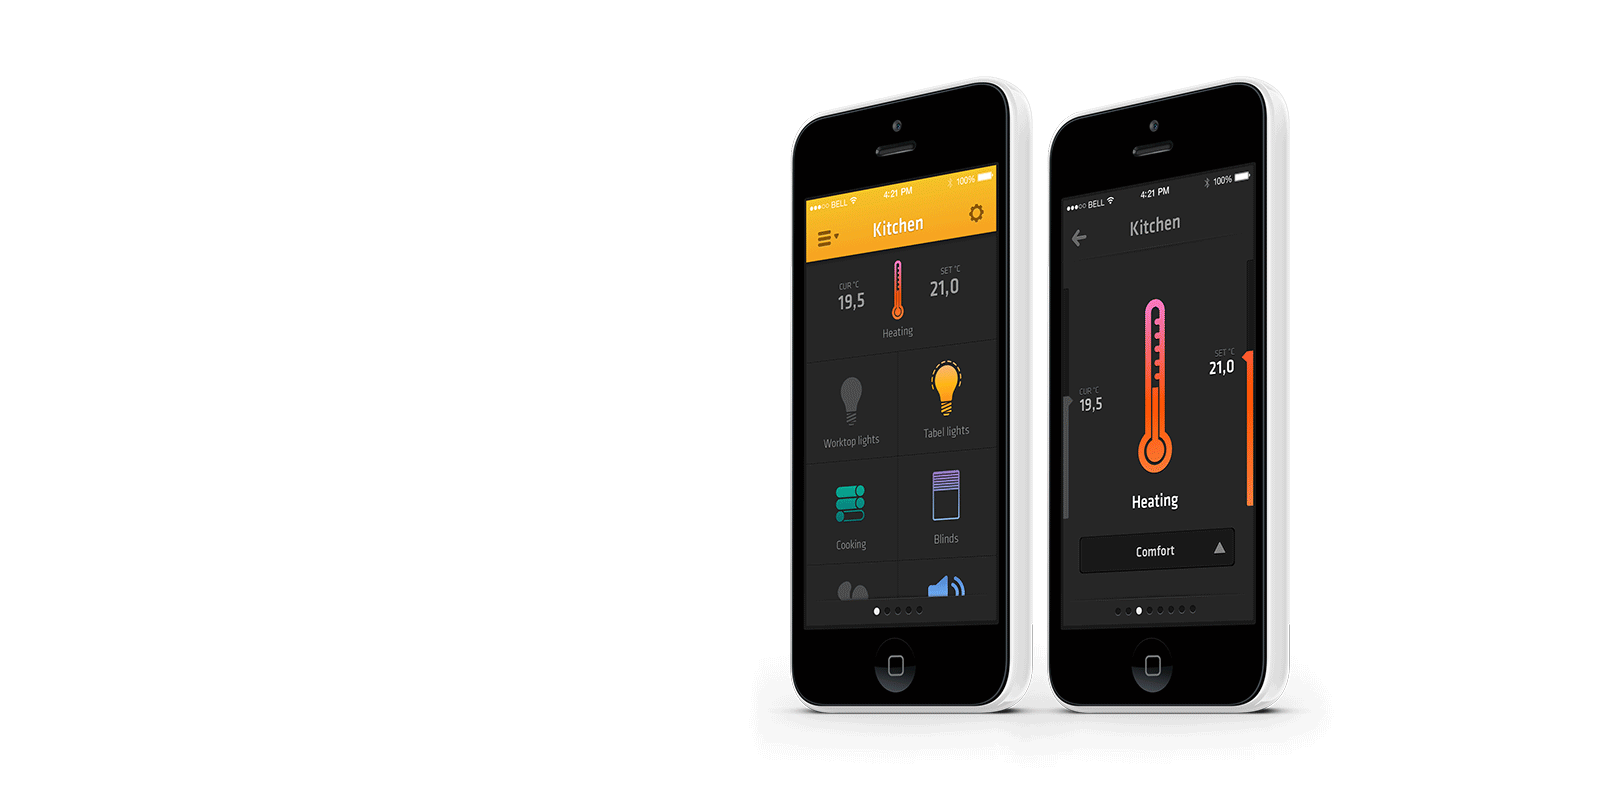 BELL 4:21 PM 100%
Kitchen
CUR °C
19,5
SET °C
21,0
Heating
Worktop lights
Tabel lights
Cooking
Blinds
BELL 4:21 PM 100%
Kitchen
SET °C
21,0
CUR °C
19,5
Heating
Comfort